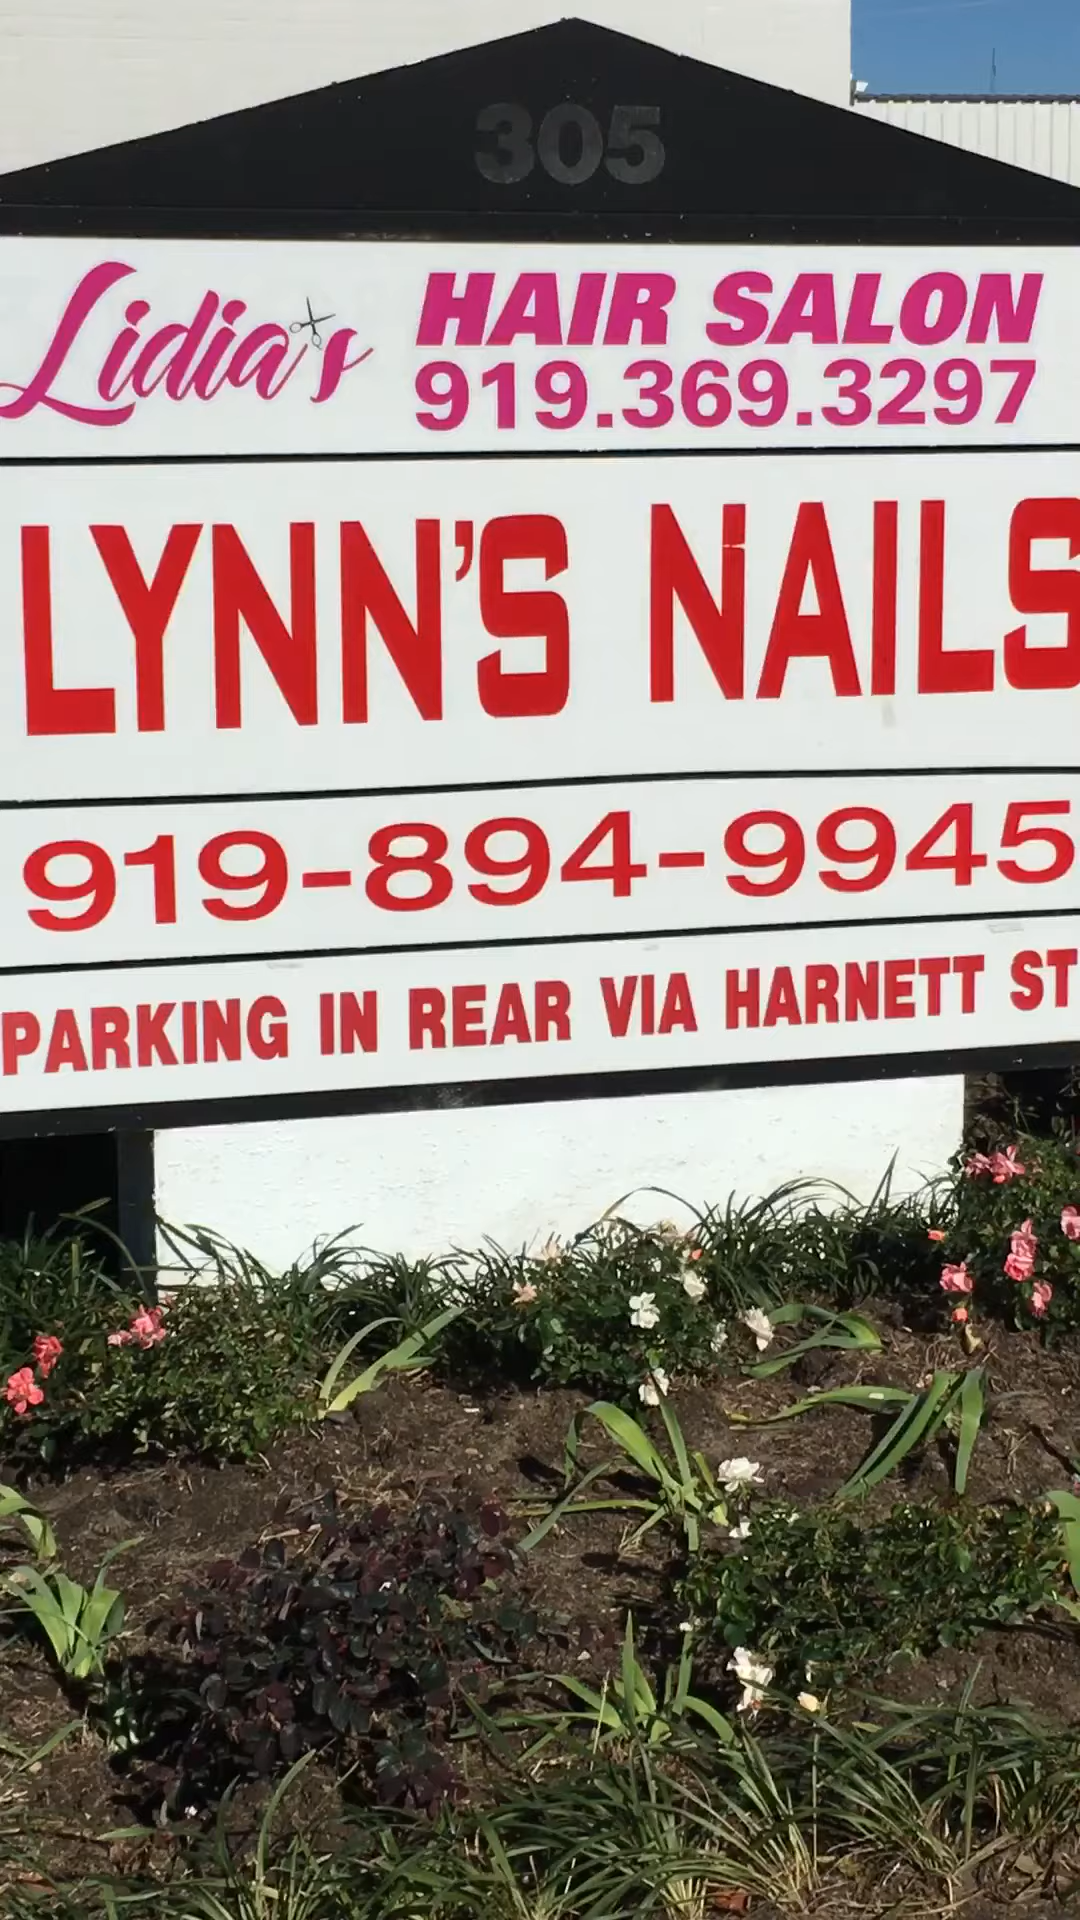 305
Lidia's HAIR SALON
919.369.3297
LYNN'S NAILS
919-894-9945
PARKING IN REAR VIA HARNETT ST